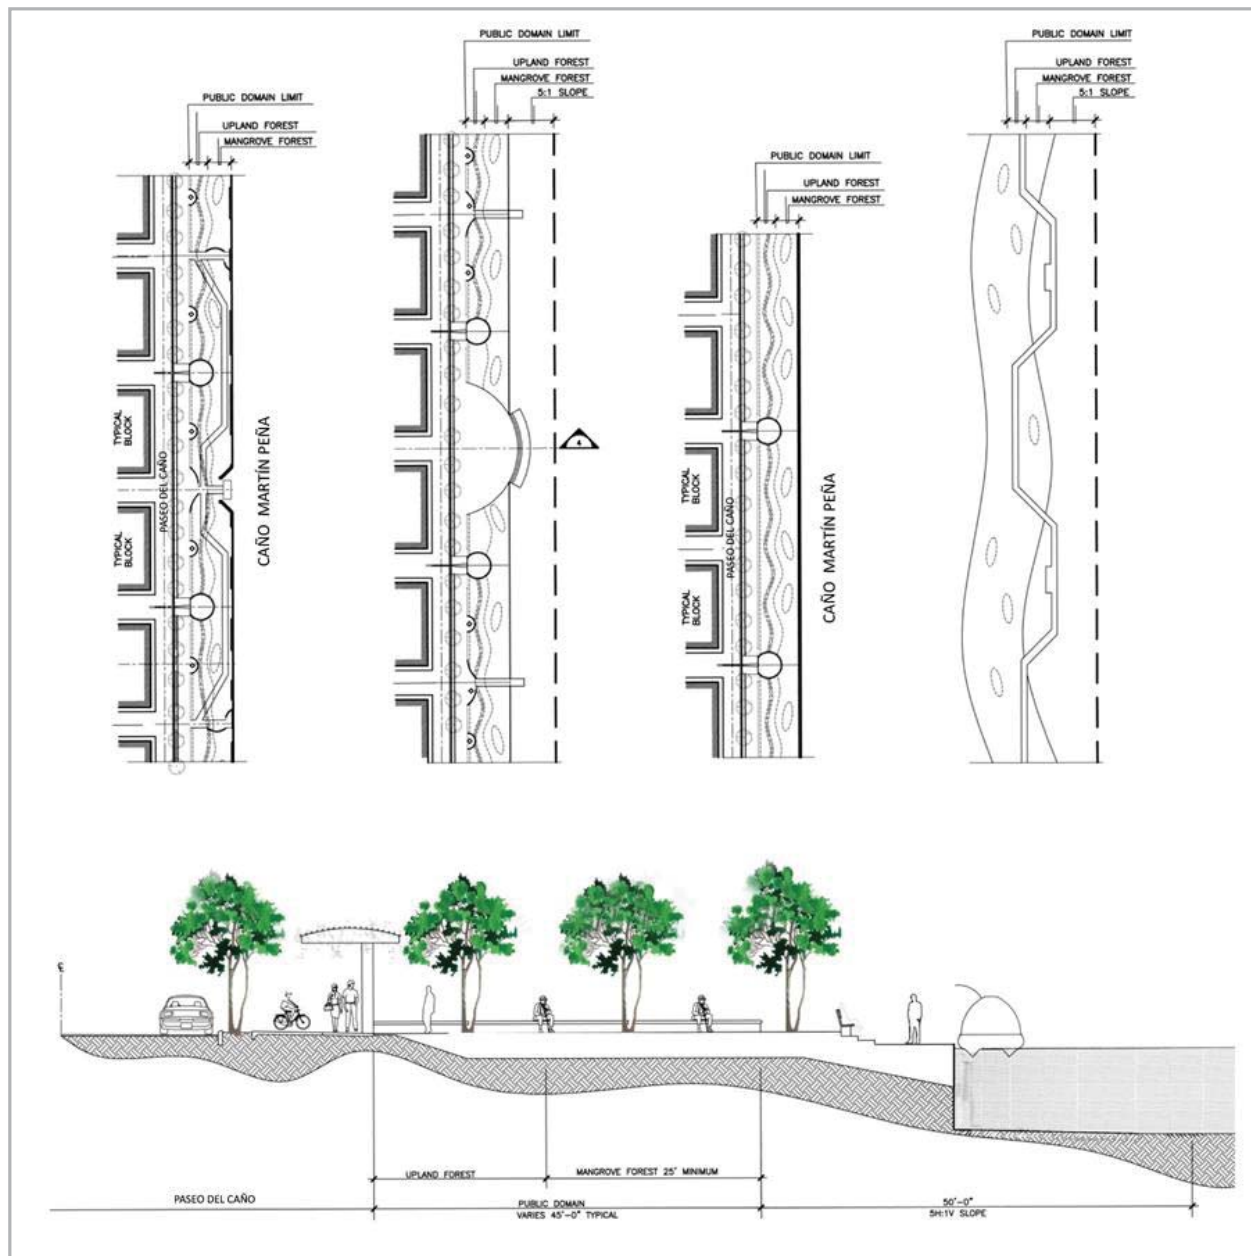 PUBLIC DOMAIN LIMIT
UPLAND FOREST
MANGROVE FOREST
TYPICAL
BLOCK
TYPICAL
BLOCK
PASEO DEL CAÑO
CAÑO MARTÍN PEÑA
PUBLIC DOMAIN LIMIT
UPLAND FOREST
MANGROVE FOREST
5:1 SLOPE
4
PUBLIC DOMAIN LIMIT
UPLAND FOREST
MANGROVE FOREST
TYPICAL
BLOCK
TYPICAL
BLOCK
PASEO DEL CAÑO
CAÑO MARTÍN PEÑA
PUBLIC DOMAIN LIMIT
UPLAND FOREST
MANGROVE FOREST
5:1 SLOPE
℄
UPLAND FOREST
MANGROVE FOREST 25' MINIMUM
PASEO DEL CAÑO
PUBLIC DOMAIN
VARIES 45'-0" TYPICAL
50'-0"
5H:1V SLOPE